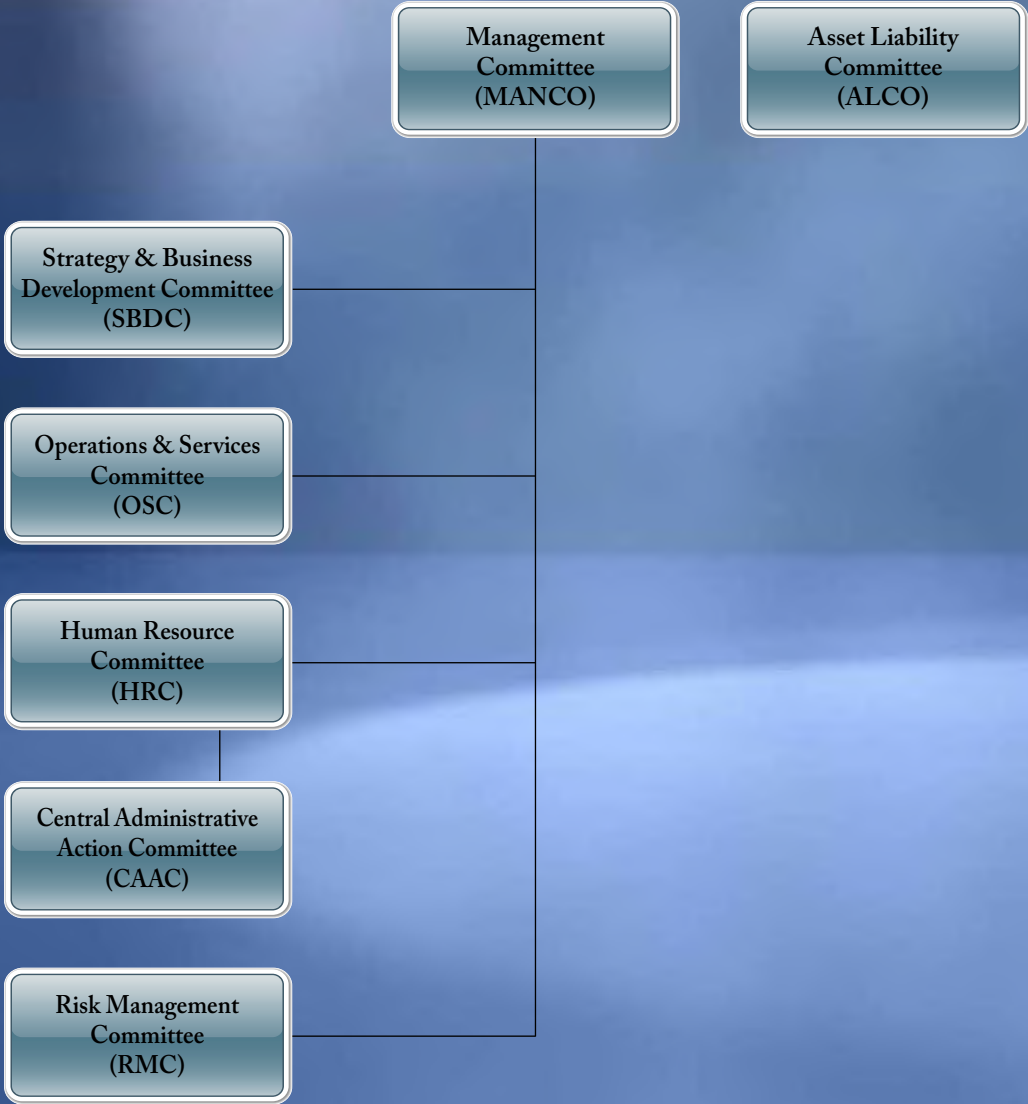 Management
Committee
(MANCO)
Asset Liability
Committee
(ALCO)
Strategy & Business
Development Committee
(SBDC)
Operations & Services
Committee
(OSC)
Human Resource
Committee
(HRC)
Central Administrative
Action Committee
(CAAC)
Risk Management
Committee
(RMC)